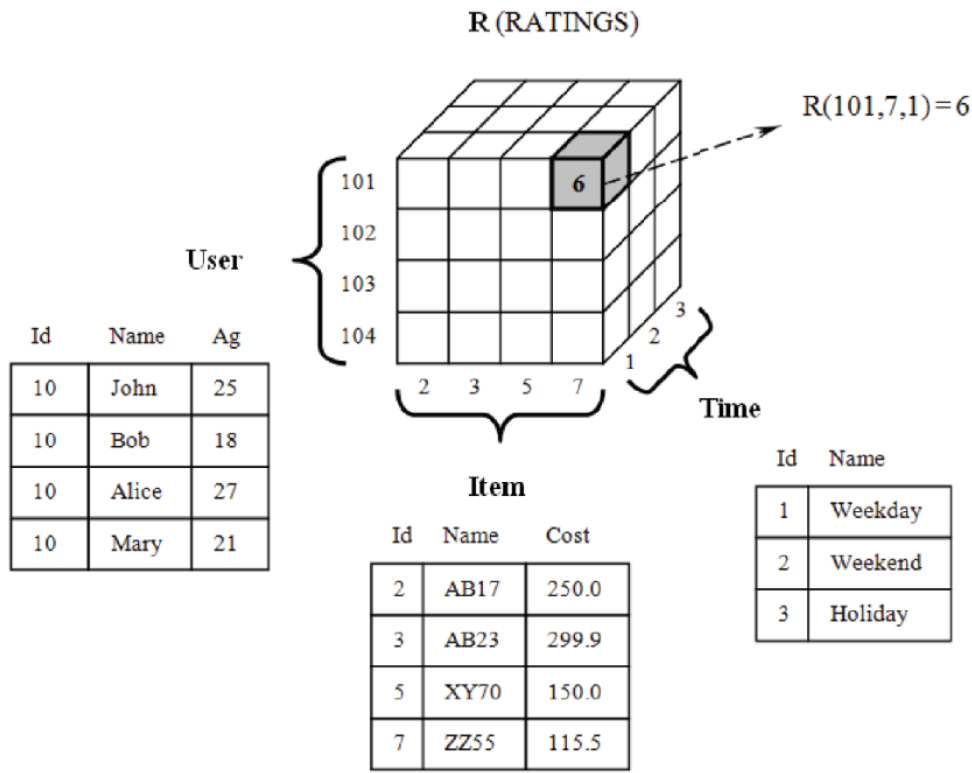 R (RATINGS)
R(101,7,1)=6
101
6
102
User
103
104
2 3 5 7
1
2
3
Time
Item
Id Name Ag
10 John 25
10 Bob 18
10 Alice 27
10 Mary 21
Id Name Cost
2 AB17 250.0
3 AB23 299.9
5 XY70 150.0
7 ZZ55 115.5
Id Name
1 Weekday
2 Weekend
3 Holiday